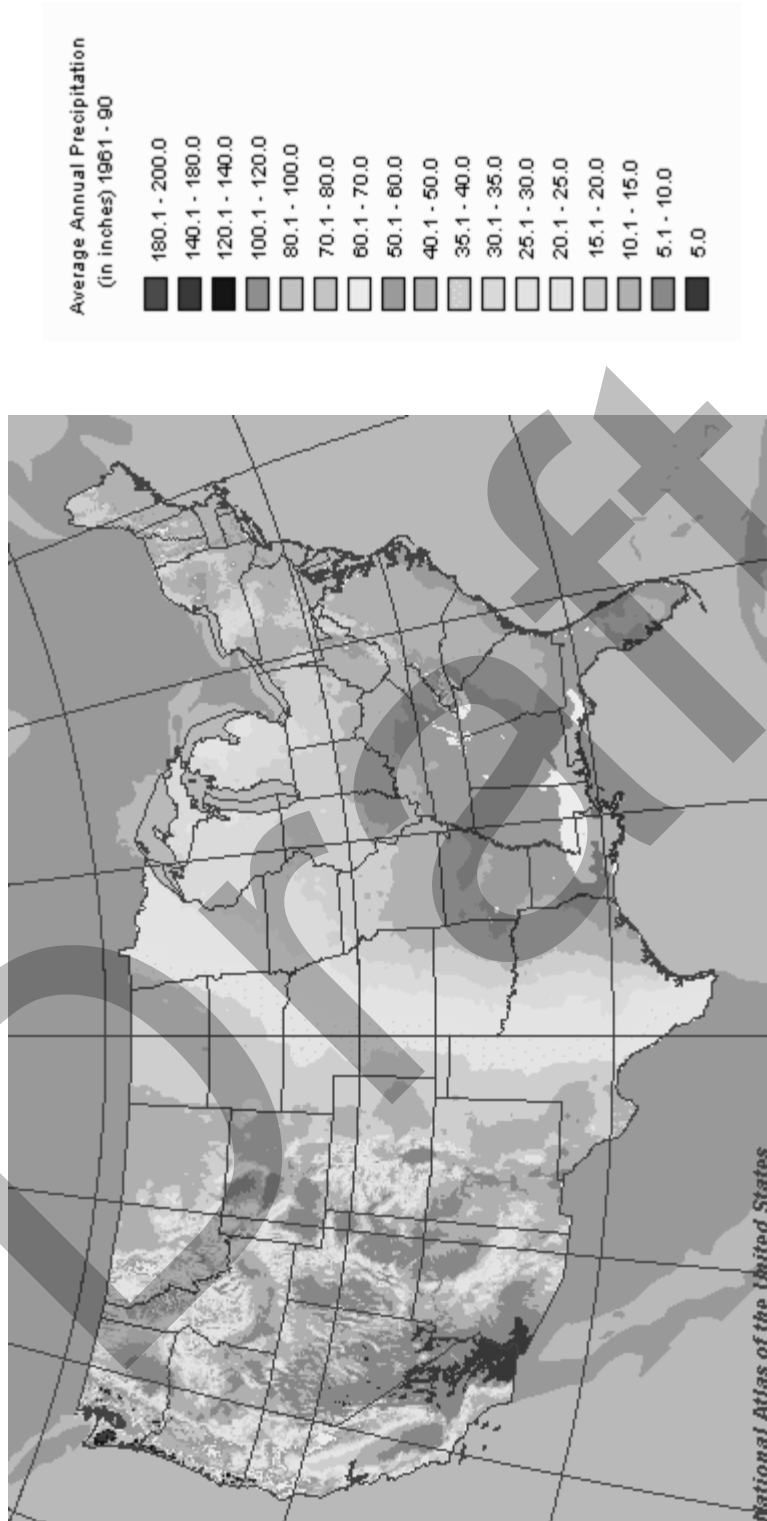 Average Annual Precipitation
(in inches) 1961 - 90
180.1 - 200.0
140.1 - 180.0
120.1 - 140.0
100.1 - 120.0
80.1 - 100.0
70.1 - 80.0
60.1 - 70.0
50.1 - 60.0
40.1 - 50.0
35.1 - 40.0
30.1 - 35.0
25.1 - 30.0
20.1 - 25.0
15.1 - 20.0
10.1 - 15.0
5.1 - 10.0
5.0
National Atlas of the United States
Draft